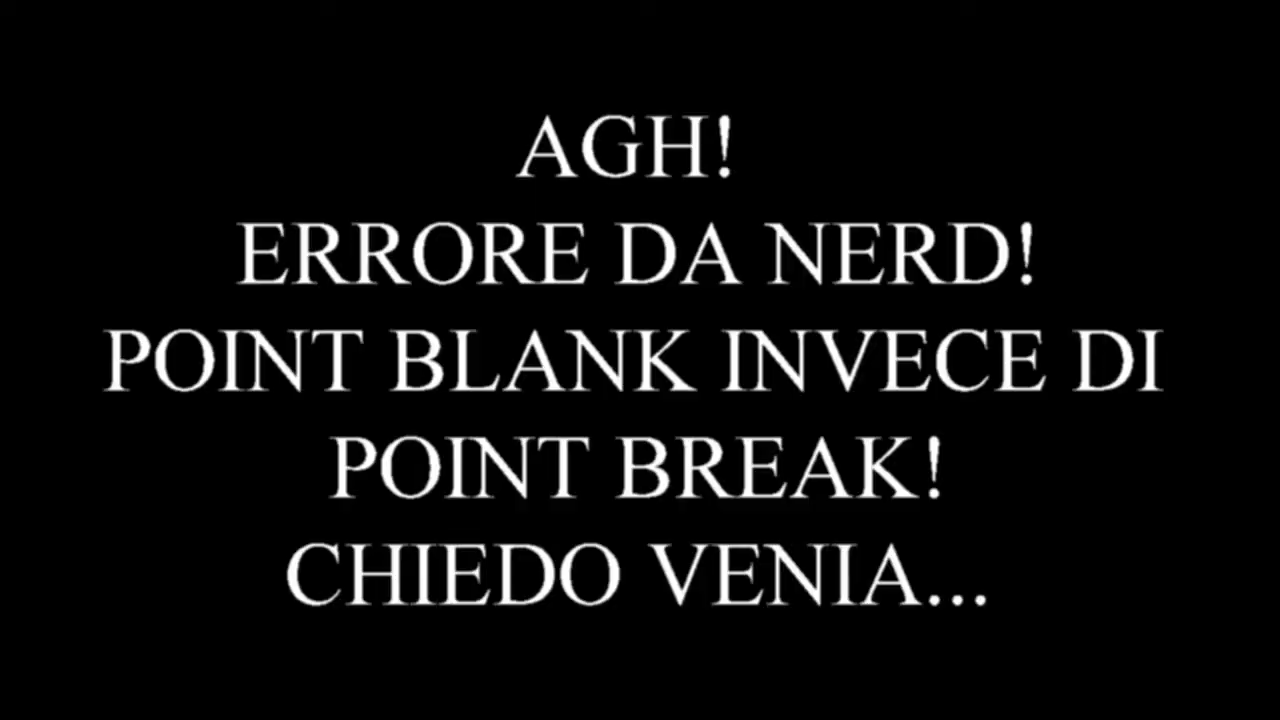 AGH!
ERRORE DA NERD!
POINT BLANK INVECE DI
POINT BREAK!
CHIEDO VENIA...